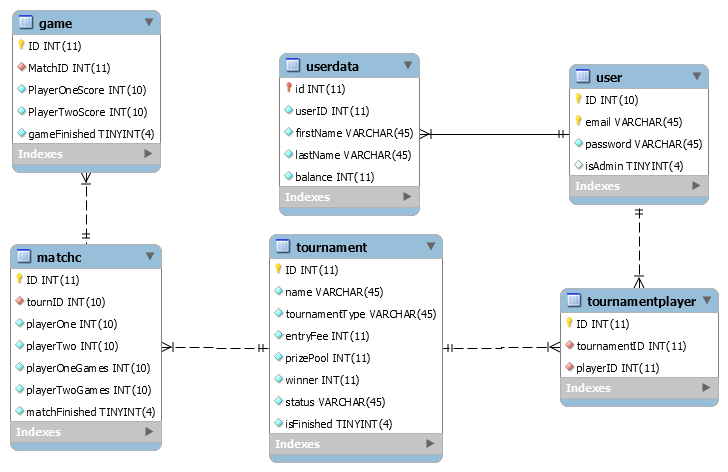 game
ID INT(11)
MatchID INT(11)
PlayerOneScore INT(10)
PlayerTwoScore INT(10)
gameFinished TINYINT(4)
Indexes
userdata
id INT(11)
userID INT(11)
firstName VARCHAR(45)
lastName VARCHAR(45)
balance INT(11)
Indexes
user
ID INT(10)
email VARCHAR(45)
password VARCHAR(45)
isAdmin TINYINT(4)
Indexes
matchc
ID INT(11)
tournID INT(10)
playerOne INT(10)
playerTwo INT(10)
playerOneGames INT(10)
playerTwoGames INT(10)
matchFinished TINYINT(4)
Indexes
tournament
ID INT(11)
name VARCHAR(45)
tournamentType VARCHAR(45)
entryFee INT(11)
prizePool INT(11)
winner INT(11)
status VARCHAR(45)
isFinished TINYINT(4)
Indexes
tournamentplayer
ID INT(11)
tournamentID INT(11)
playerID INT(11)
Indexes